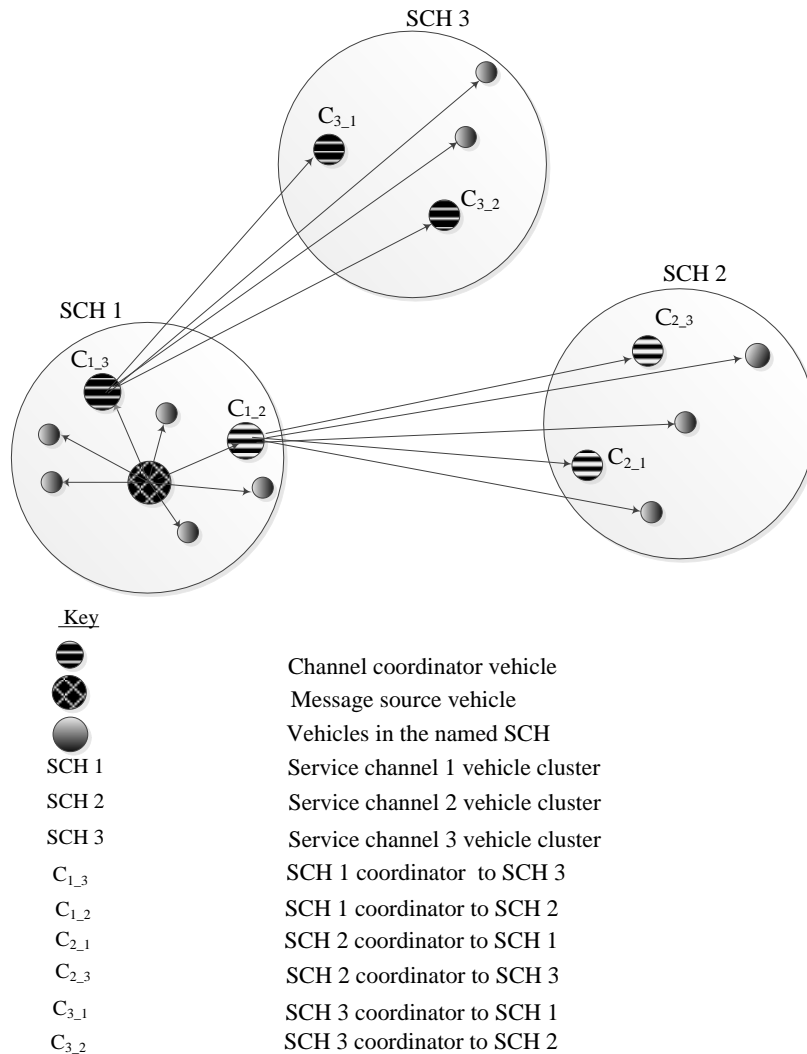 SCH 3
C3_1
C3_2
SCH 2
SCH 1
C2_3
C1_3
C1_2
C2_1
Key
Channel coordinator vehicle
Message source vehicle
Vehicles in the named SCH
SCH 1 Service channel 1 vehicle cluster
SCH 2 Service channel 2 vehicle cluster
SCH 3 Service channel 3 vehicle cluster
C1_3 SCH 1 coordinator to SCH 3
C1_2 SCH 1 coordinator to SCH 2
C2_1 SCH 2 coordinator to SCH 1
C2_3 SCH 2 coordinator to SCH 3
C3_1 SCH 3 coordinator to SCH 1
C3_2 SCH 3 coordinator to SCH 2